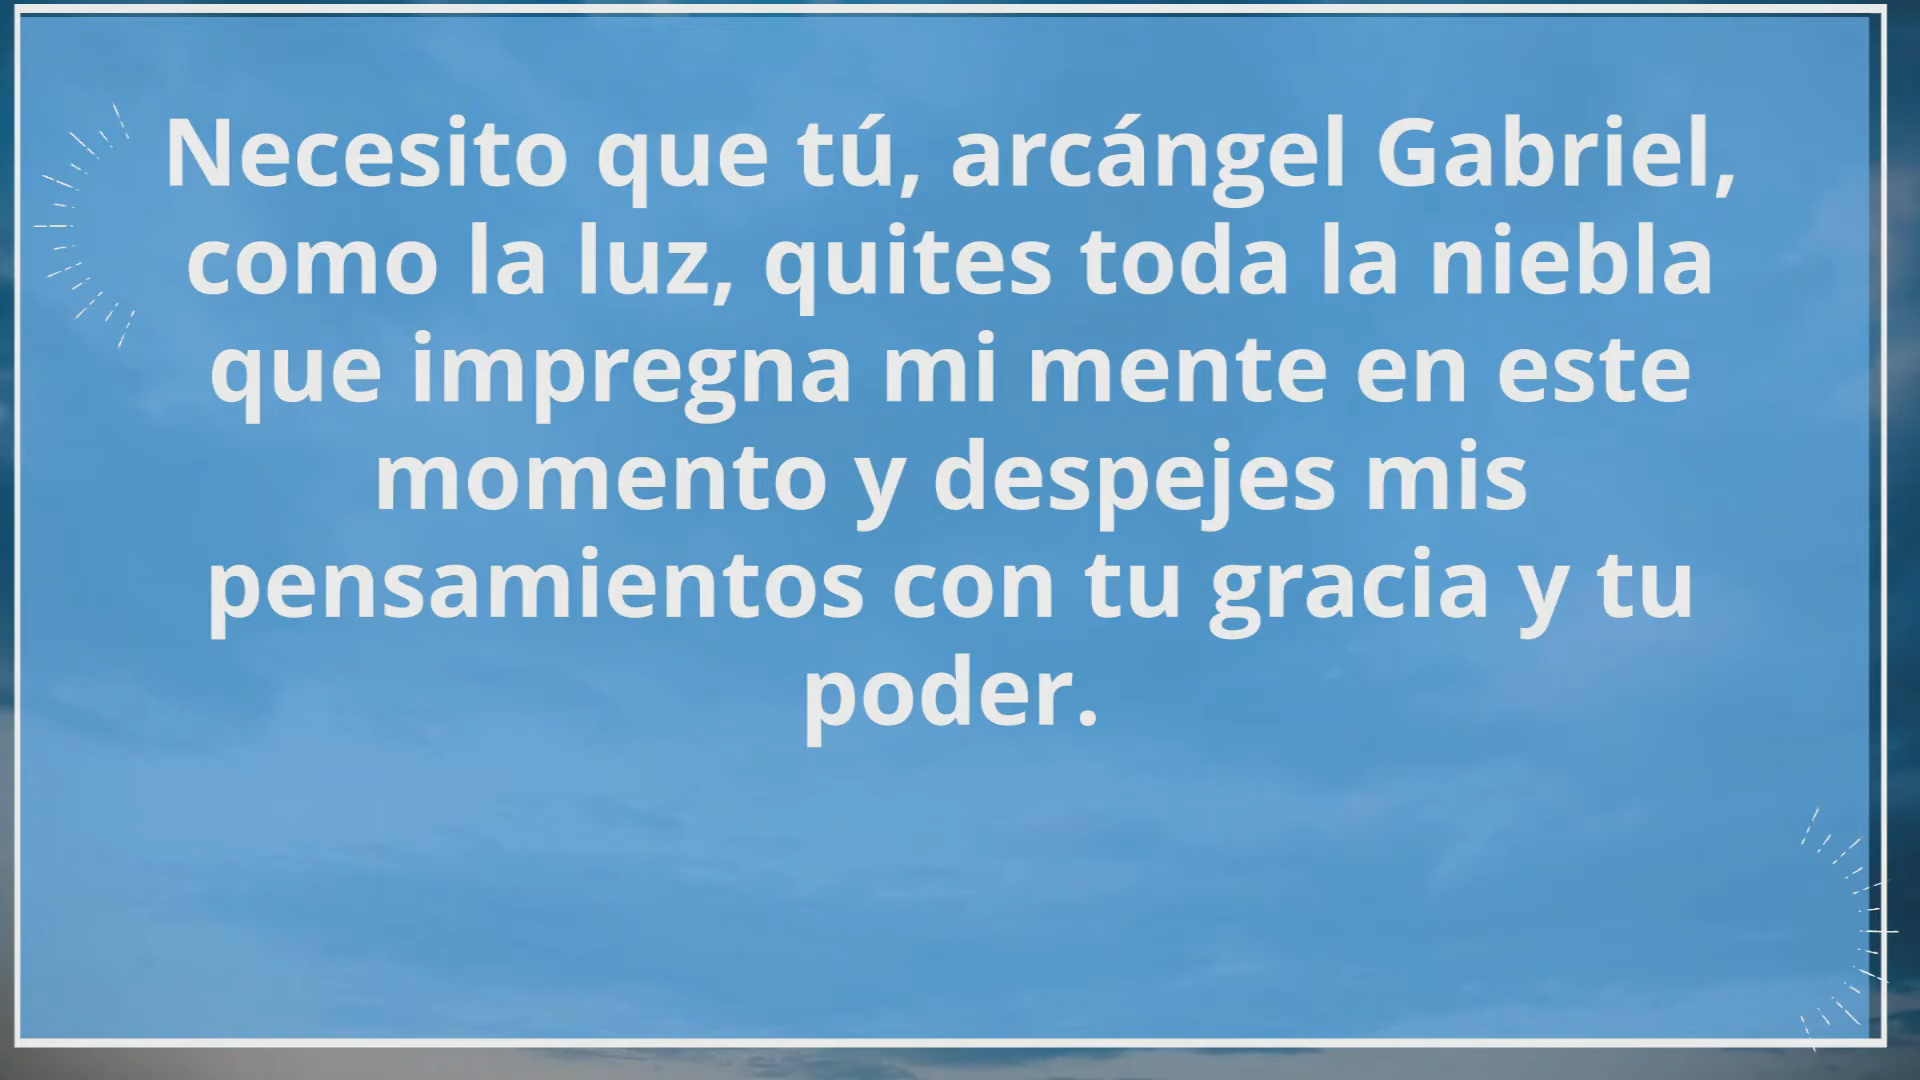 Necesito que tú, arcángel Gabriel,
como la luz, quites toda la niebla
que impregna mi mente en este
momento y despejes mis
pensamientos con tu gracia y tu
poder.